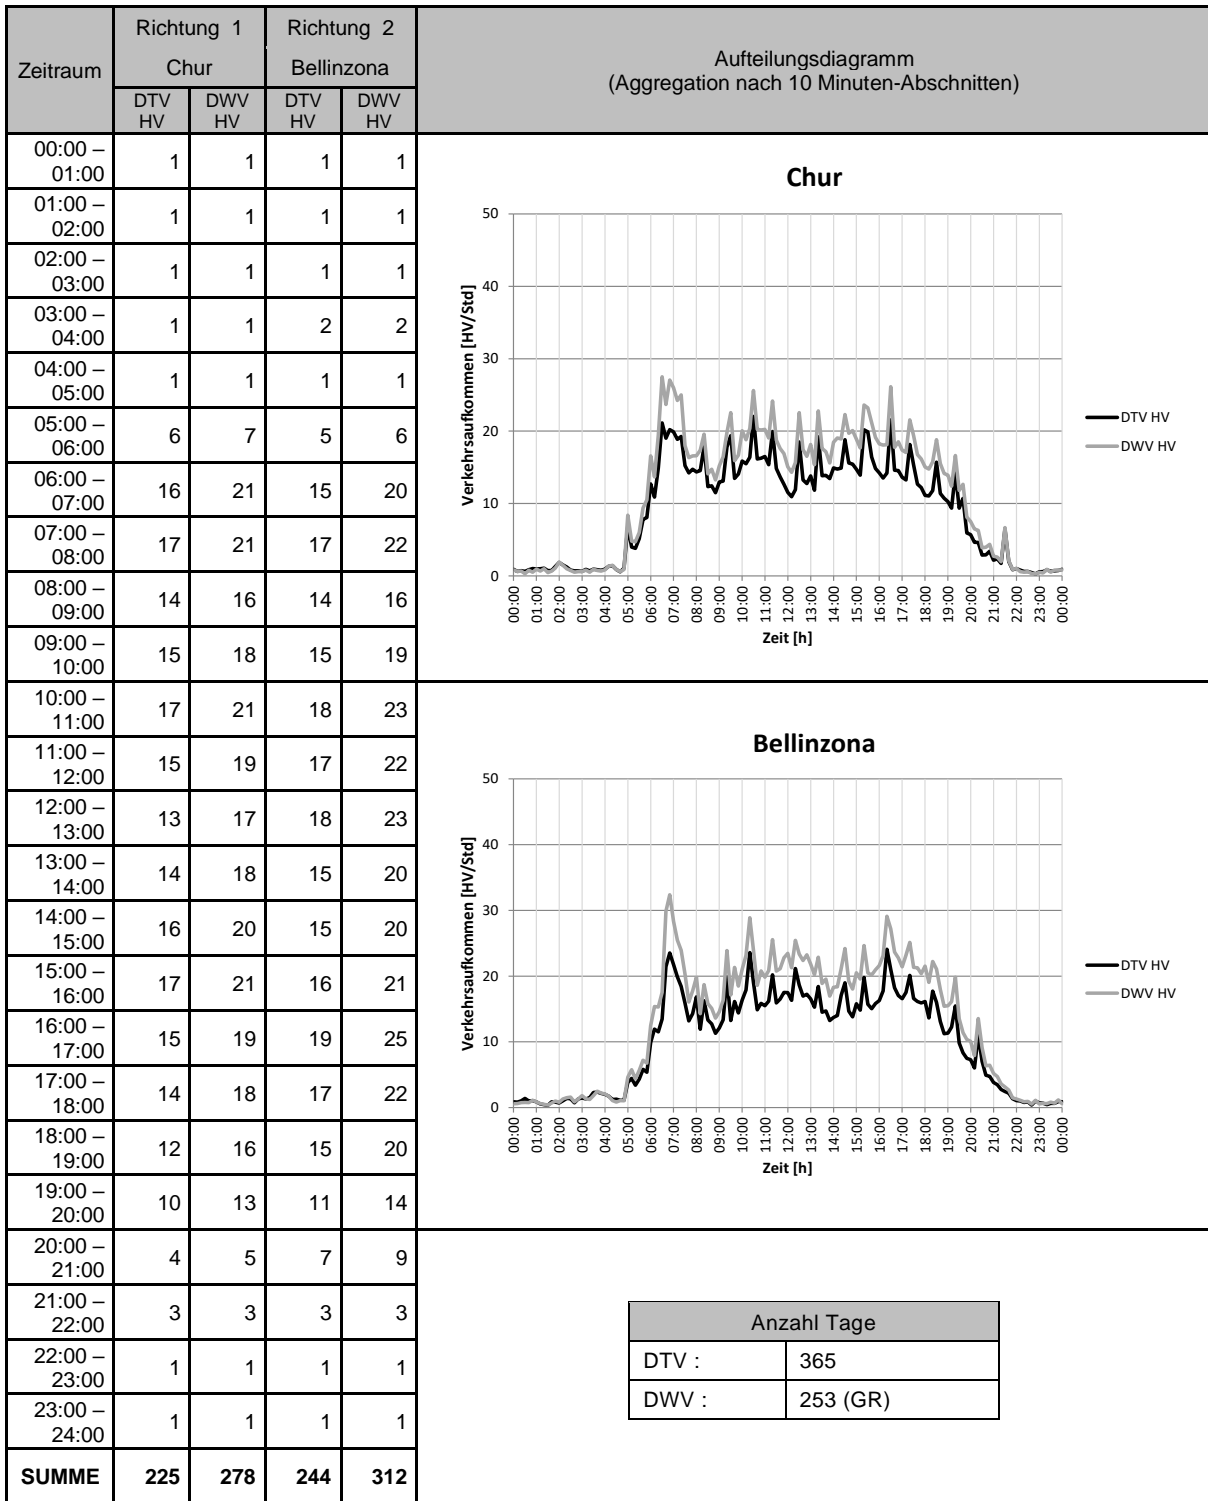 Zeitraum
Richtung 1
Chur
Richtung 2
Bellinzona
DTV HV
DWV HV
DTV HV
DWV HV
Aufteilungsdiagramm
(Aggregation nach 10 Minuten-Abschnitten)
00:00 – 01:00 1 1 1 1
01:00 – 02:00 1 1 1 1
02:00 – 03:00 1 1 1 1
03:00 – 04:00 1 1 2 2
04:00 – 05:00 1 1 1 1
05:00 – 06:00 6 7 5 6
06:00 – 07:00 16 21 15 20
07:00 – 08:00 17 21 17 22
08:00 – 09:00 14 16 14 16
09:00 – 10:00 15 18 15 19
10:00 – 11:00 17 21 18 23
11:00 – 12:00 15 19 17 22
12:00 – 13:00 13 17 18 23
13:00 – 14:00 14 18 15 20
14:00 – 15:00 16 20 15 20
15:00 – 16:00 17 21 16 21
16:00 – 17:00 15 19 19 25
17:00 – 18:00 14 18 17 22
18:00 – 19:00 12 16 15 20
19:00 – 20:00 10 13 11 14
20:00 – 21:00 4 5 7 9
21:00 – 22:00 3 3 3 3
22:00 – 23:00 1 1 1 1
23:00 – 24:00 1 1 1 1
SUMME 225 278 244 312
Chur
Verkehrsaufkommen [HV/Std]
50
40
30
20
10
0
00:00 01:00 02:00 03:00 04:00 05:00 06:00 07:00 08:00 09:00 10:00 11:00 12:00 13:00 14:00 15:00 16:00 17:00 18:00 19:00 20:00 21:00 22:00 23:00 00:00
Zeit [h]
DTV HV
DWV HV
Bellinzona
Verkehrsaufkommen [HV/Std]
50
40
30
20
10
0
00:00 01:00 02:00 03:00 04:00 05:00 06:00 07:00 08:00 09:00 10:00 11:00 12:00 13:00 14:00 15:00 16:00 17:00 18:00 19:00 20:00 21:00 22:00 23:00 00:00
Zeit [h]
DTV HV
DWV HV
Anzahl Tage
DTV : 365
DWV : 253 (GR)